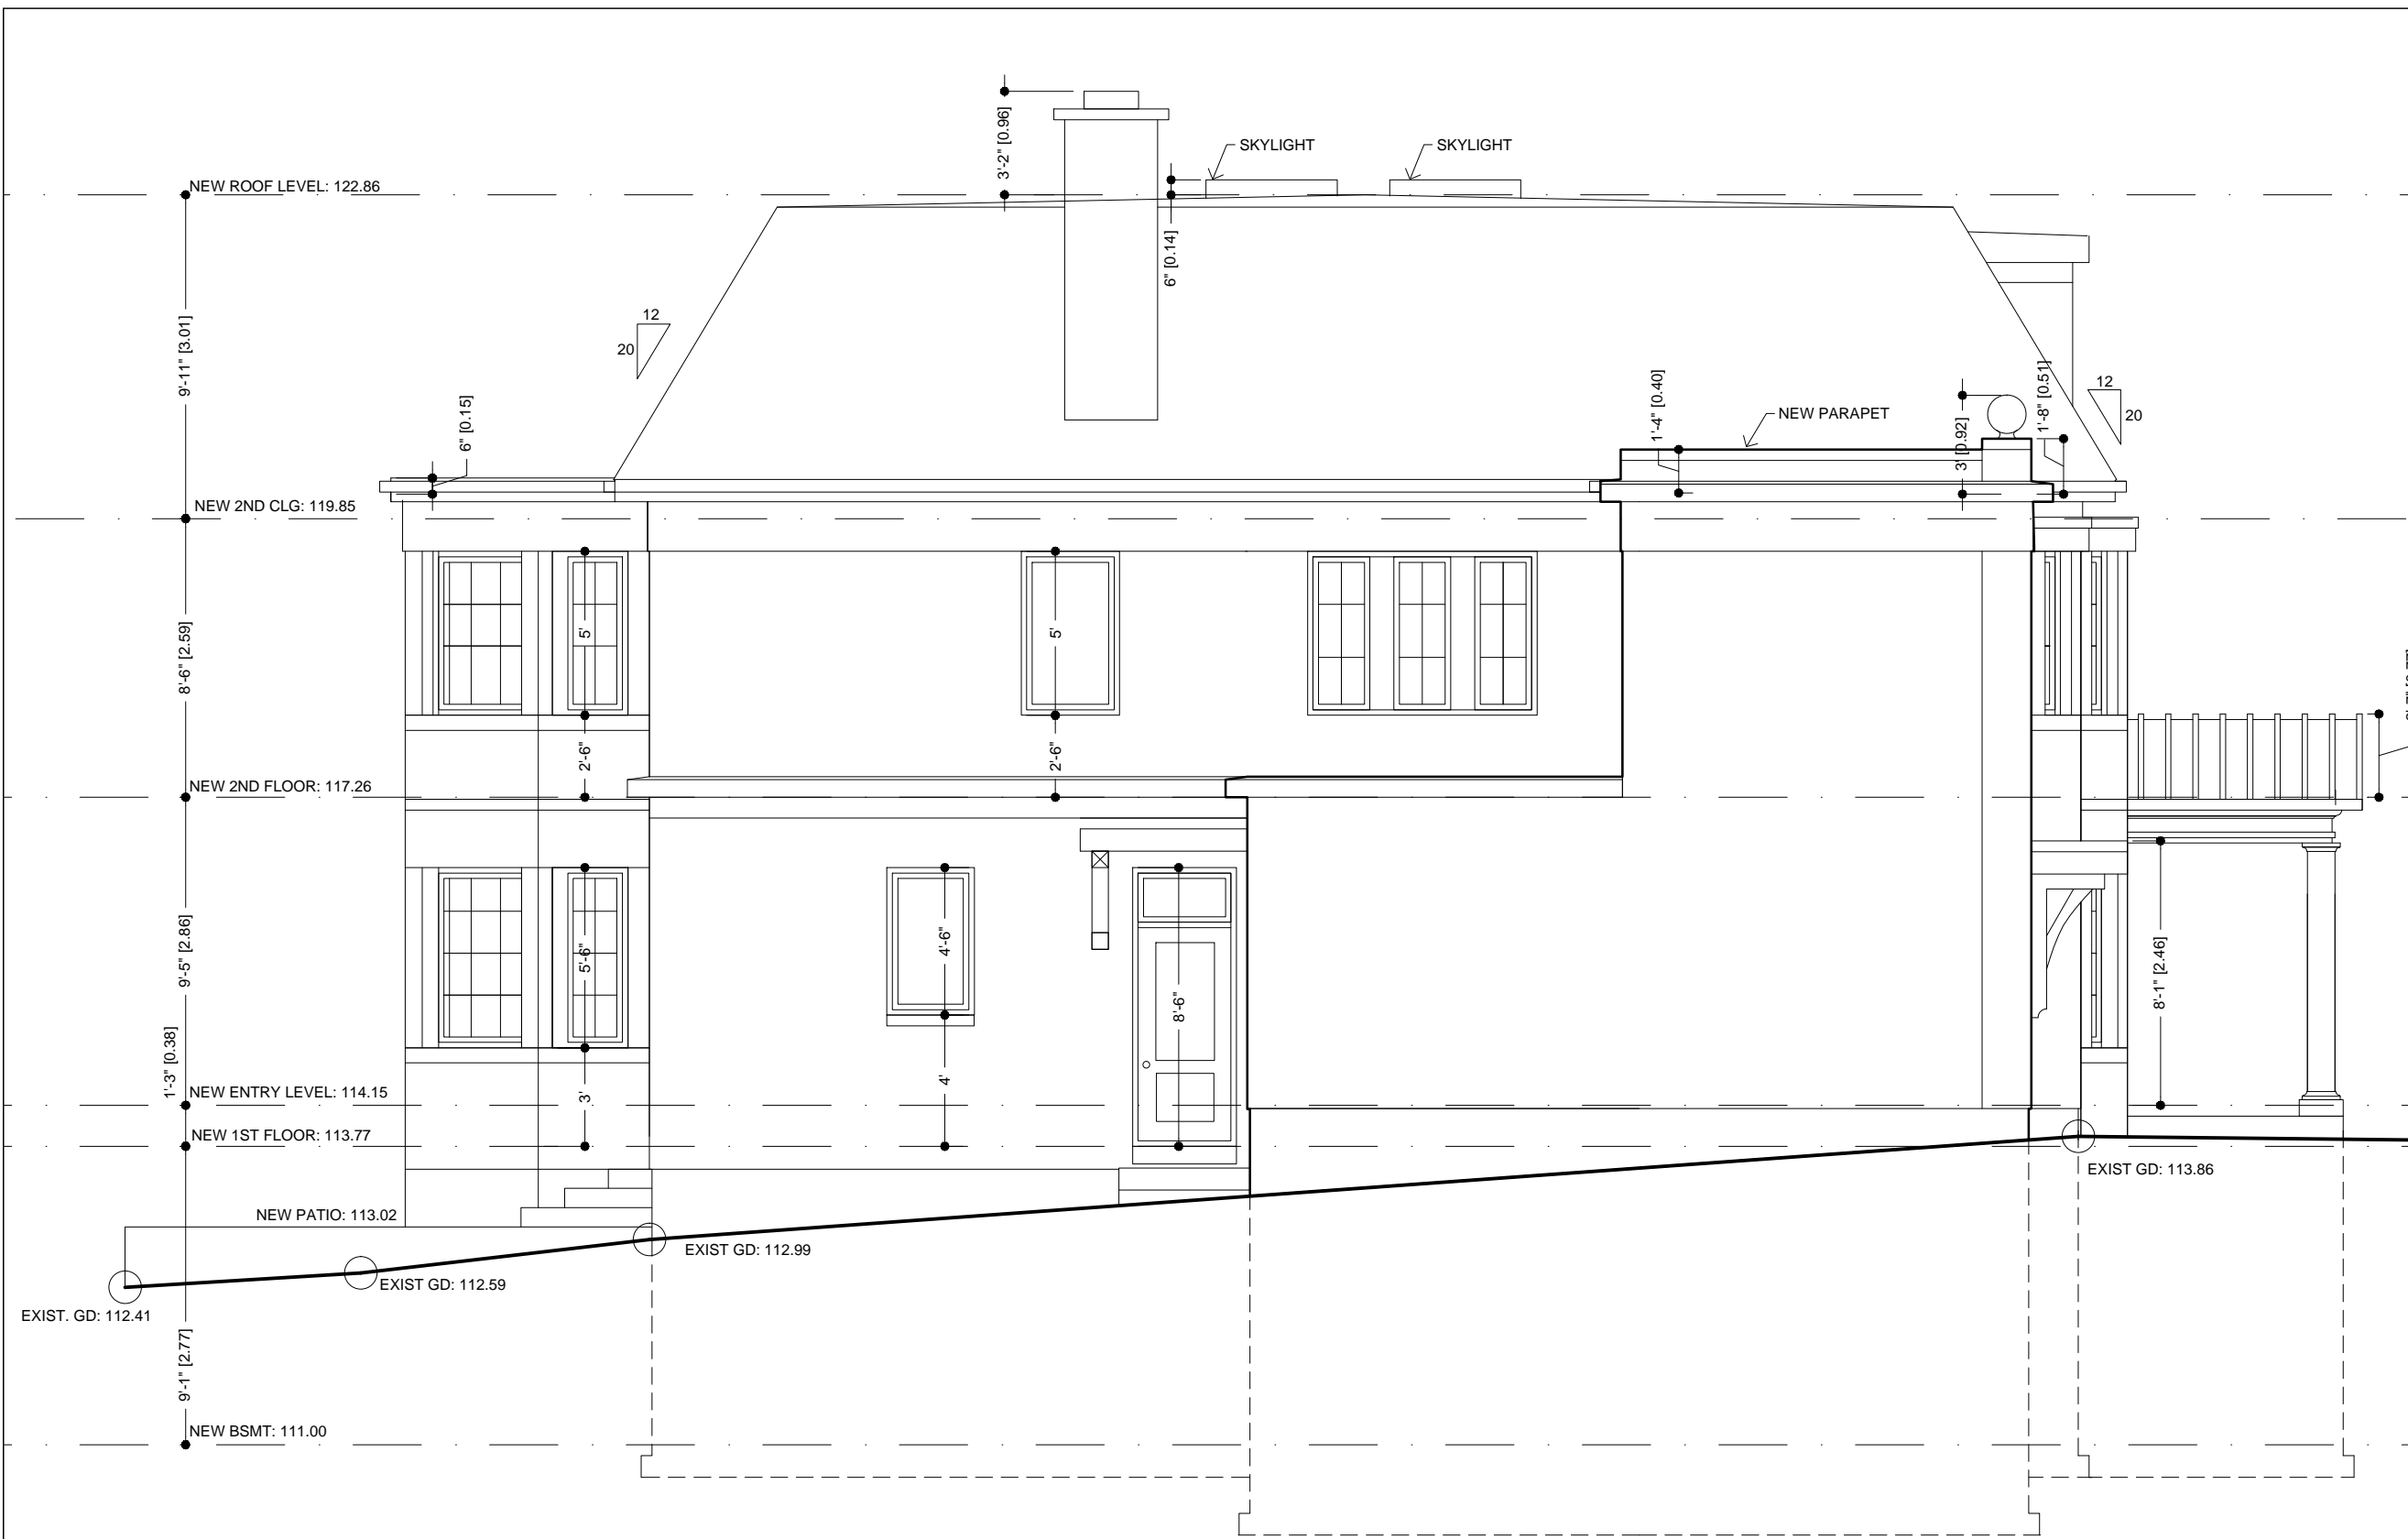 3'-2" [0.96]
SKYLIGHT
SKYLIGHT
NEW ROOF LEVEL: 122.86
6" [0.14]
12
20
9'-11" [3.01]
6" [0.15]
1'-4" [0.40]
NEW PARAPET
3' [0.92]
1'-8" [0.51]
12
20
NEW 2ND CLG: 119.85
8'-6" [2.59]
5'
5'
2'-6"
2'-6"
NEW 2ND FLOOR: 117.26
9'-5" [2.86]
5'-6"
4'-6"
8'-6"
8'-1" [2.46]
1'-3" [0.38]
3'
4'
NEW ENTRY LEVEL: 114.15
NEW 1ST FLOOR: 113.77
EXIST GD: 113.86
NEW PATIO: 113.02
EXIST GD: 112.99
EXIST GD: 112.59
EXIST. GD: 112.41
9'-1" [2.77]
NEW BSMT: 111.00